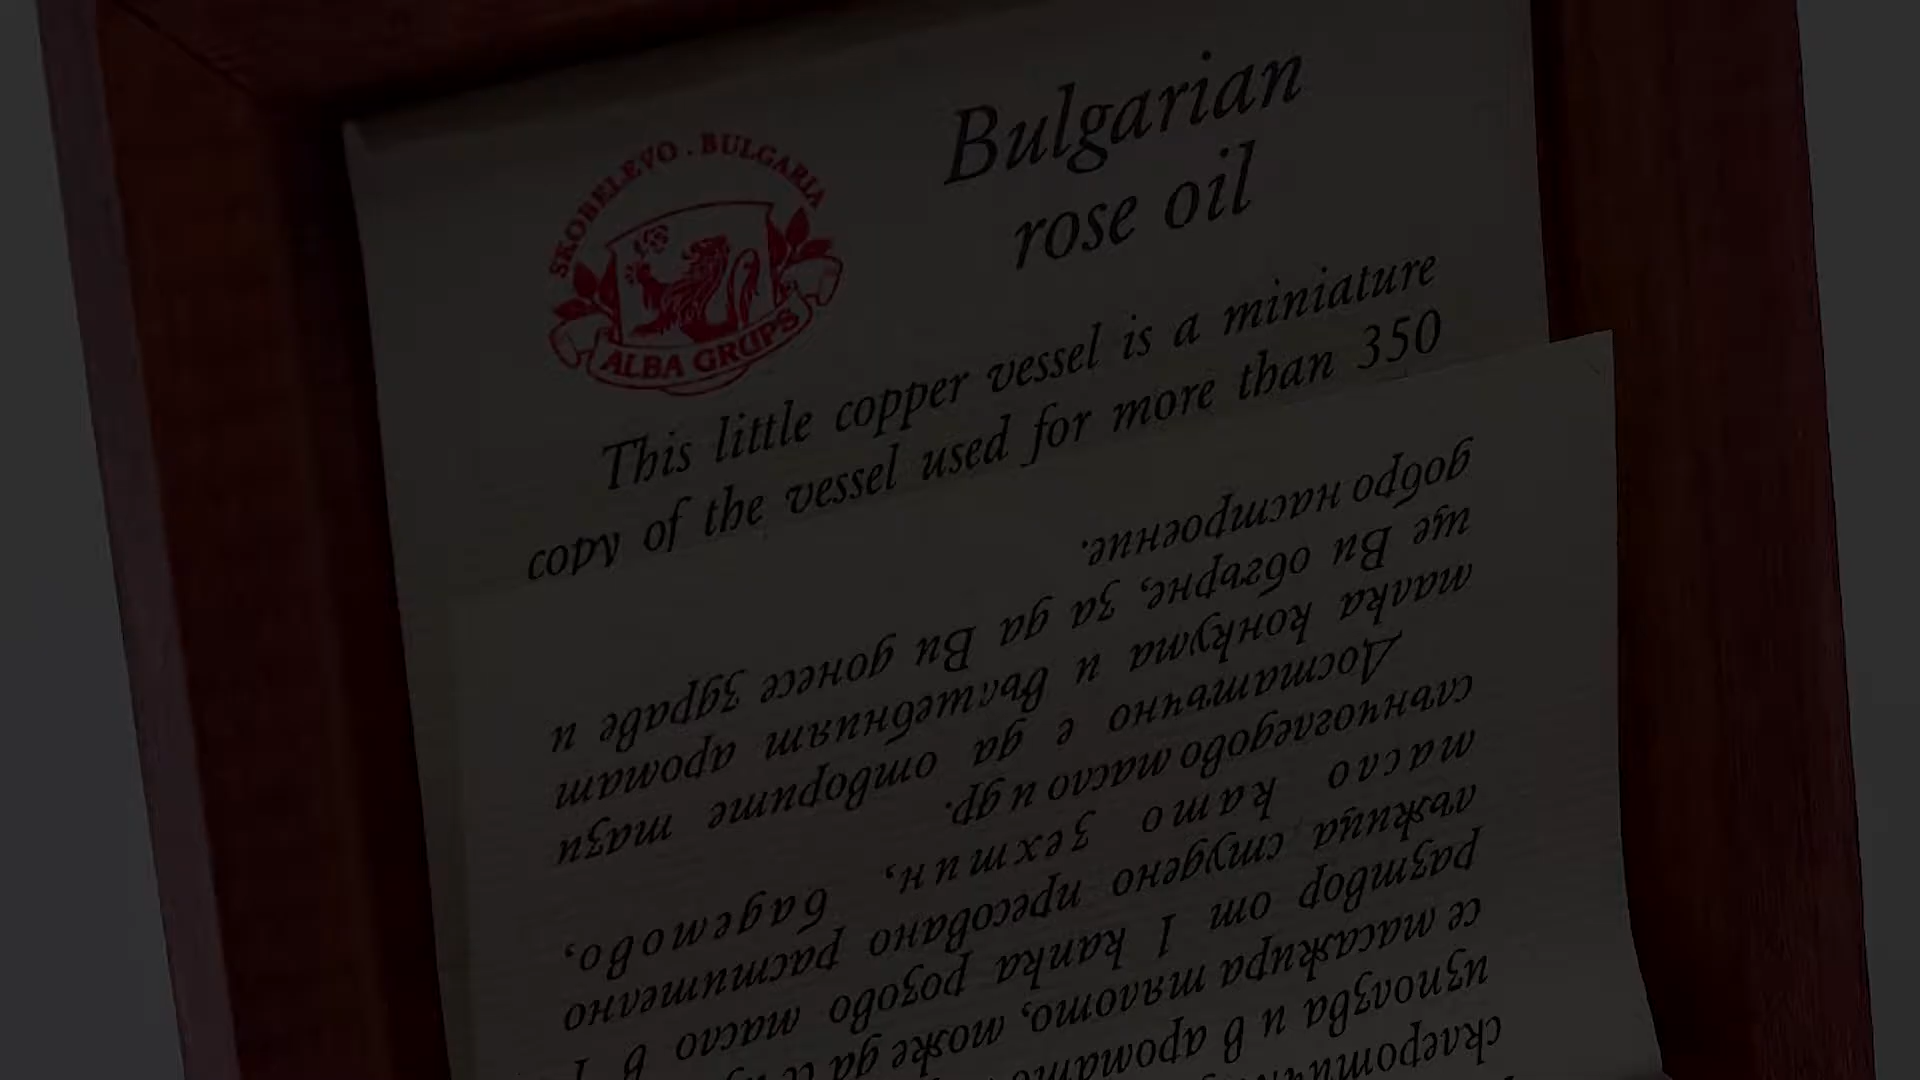 SKOBELEVO . BULGARIA
ALBA GRUPS
Bulgarian
rose oil
This little copper vessel is a miniature
copy of the vessel used for more than 350
използва и в
се масажира тялото, може да се
разтвор от 1 капка розово масло в 1
лъжица студено пресовано растително
масло като зехтин, бадемово,
слънчогледово масло и др.
Достатъчно е да отворите тази
малка конкума и вълшебният аромат
ще Ви обгърне, за да Ви донесе здраве и
добро настроение.